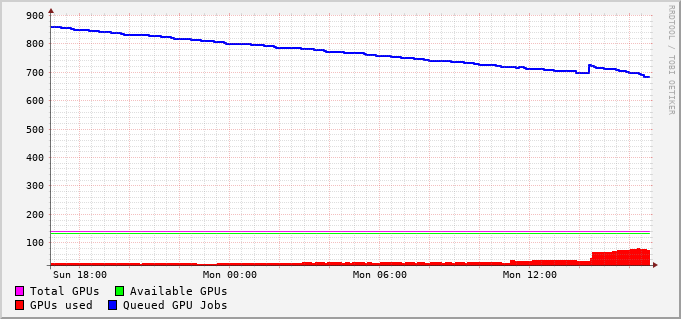 900
800
700
600
500
400
300
200
100
Sun 18:00 Mon 00:00 Mon 06:00 Mon 12:00
Total GPUs Available GPUs
GPUs used Queued GPU Jobs
RRDTOOL / TOBI OETIKER